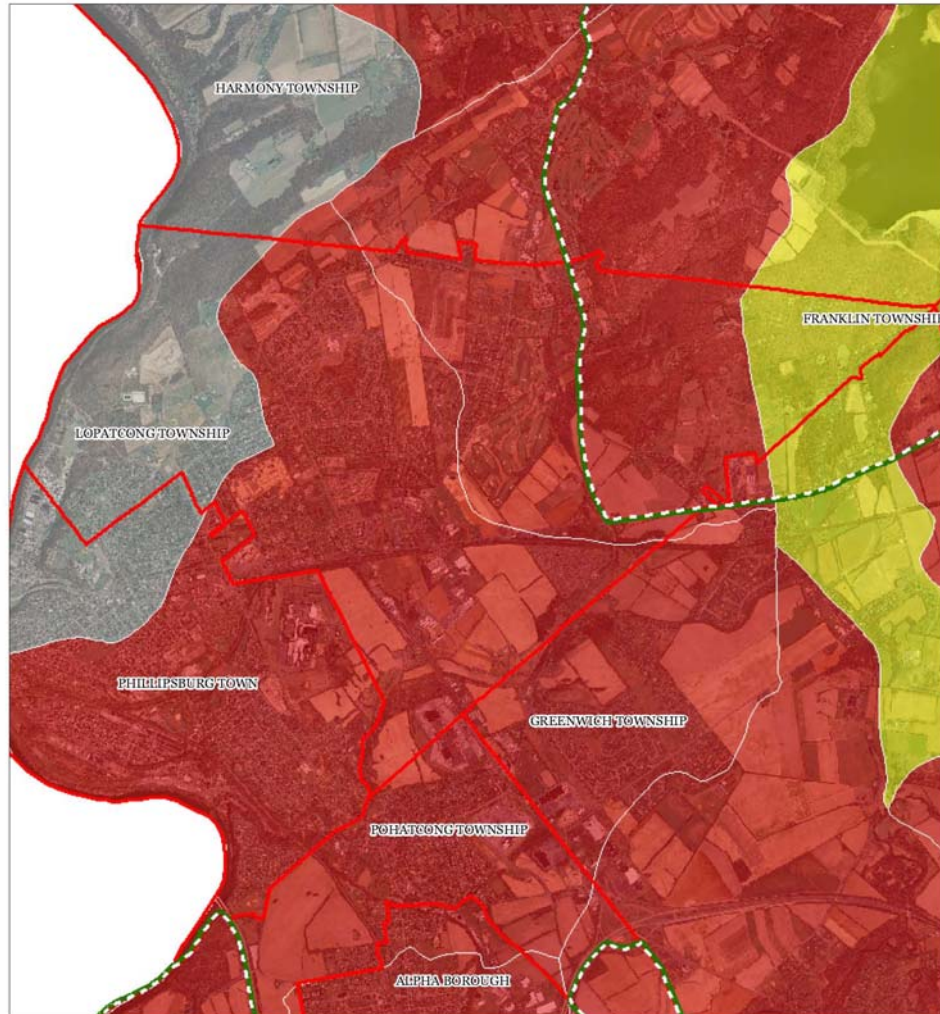 HARMONY TOWNSHIP
FRANKLIN TOWNSHIP
LOPATCONG TOWNSHIP
PHILLIPSBURG TOWN
GREENWICH TOWNSHIP
POHATCONG TOWNSHIP
ALPHA BOROUGH